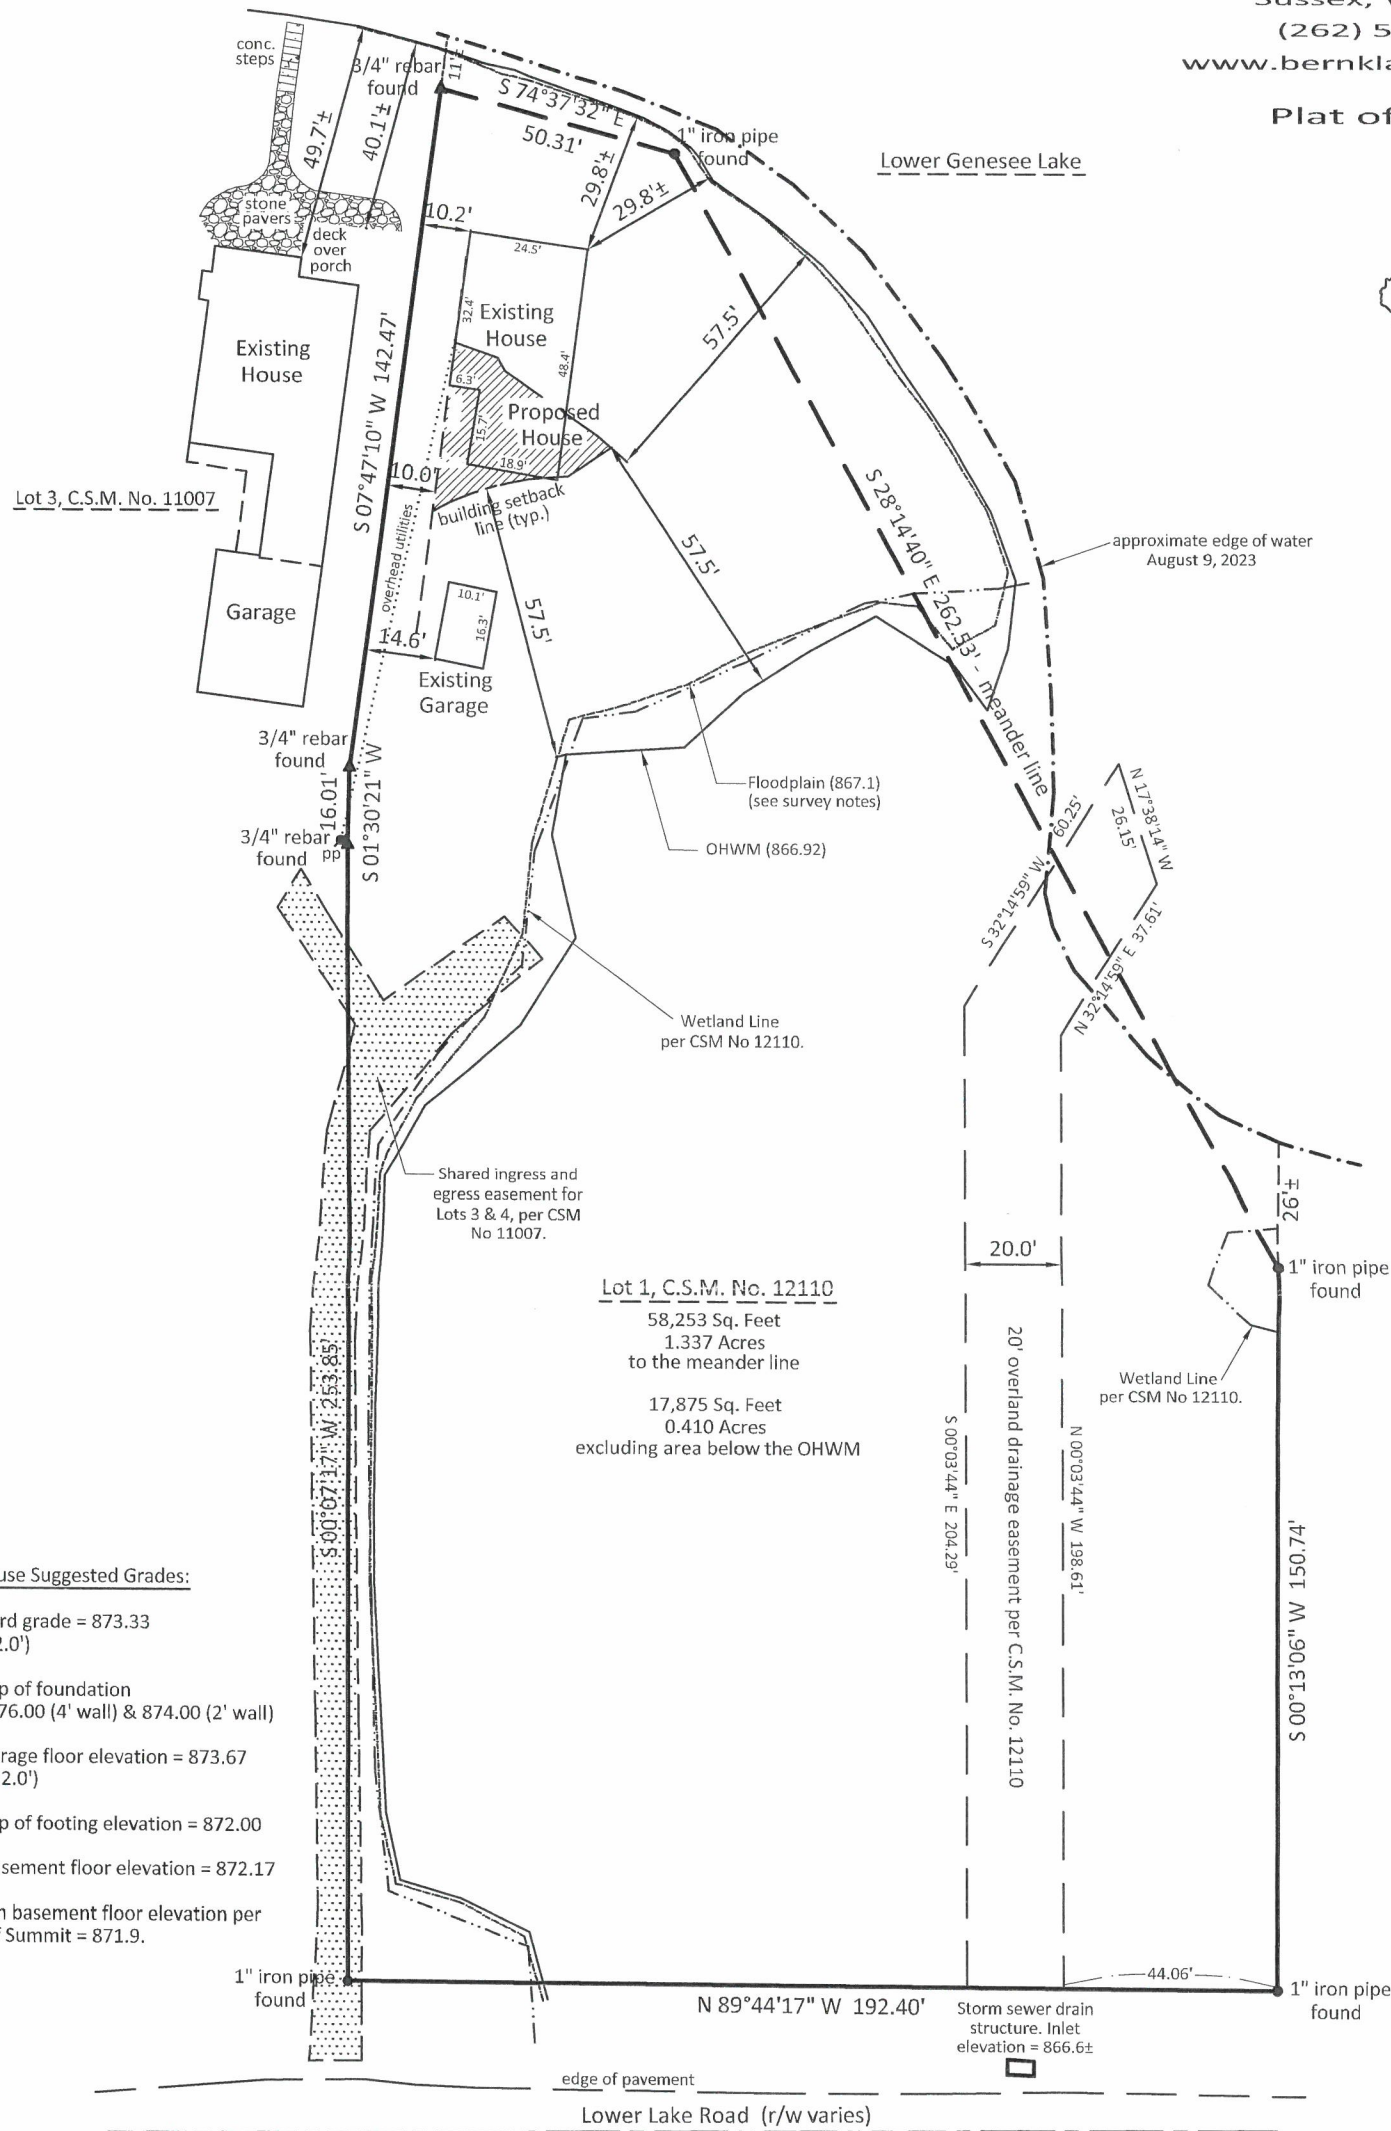 Sussex,
(262) 5
www.bernkla
Plat of
Lower Genesee Lake
conc.
steps
3/4" rebar
found
11'±
49.7'±
40.1'±
S 74°37'32" E
50.31'
1" iron pipe
found
29.8'±
29.8'±
stone
pavers
deck
over
porch
10.2'
24.5'
32.4'
Existing
House
48.4'
57.5'
Existing
House
S 07°47'10" W 142.47'
6.3'
Proposed
House
15.7'
18.9'
10.0'
building setback
line (typ.)
Lot 3, C.S.M. No. 11007
overhead utilities
57.5'
57.5'
S 28°14'40" E 262.53' - meander line
approximate edge of water
August 9, 2023
Garage
10.1'
16.3'
14.6'
Existing
Garage
3/4" rebar
found
16.01'
S 01°30'21" W
3/4" rebar
found
pp
Floodplain (867.1)
(see survey notes)
OHWM (866.92)
60.25'
S 32°14'59" W
N 17°38'14" W
26.15'
N 32°14'59" E 37.61'
Wetland Line
per CSM No 12110.
Shared ingress and
egress easement for
Lots 3 & 4, per CSM
No 11007.
20.0'
26'±
1" iron pipe
found
Lot 1, C.S.M. No. 12110
58,253 Sq. Feet
1.337 Acres
to the meander line
17,875 Sq. Feet
0.410 Acres
excluding area below the OHWM
Wetland Line
per CSM No 12110.
S 00°07'17" W 253.85'
S 00°03'44" E 204.29'
20' overland drainage easement per C.S.M. No. 12110
N 00°03'44" W 198.61'
S 00°13'06" W 150.74'
use Suggested Grades:
rd grade = 873.33
2.0')
p of foundation
76.00 (4' wall) & 874.00 (2' wall)
rage floor elevation = 873.67
2.0')
p of footing elevation = 872.00
sement floor elevation = 872.17
n basement floor elevation per
f Summit = 871.9.
1" iron pipe
found
N 89°44'17" W 192.40'
44.06'
1" iron pipe
found
Storm sewer drain
structure. Inlet
elevation = 866.6±
edge of pavement
Lower Lake Road (r/w varies)